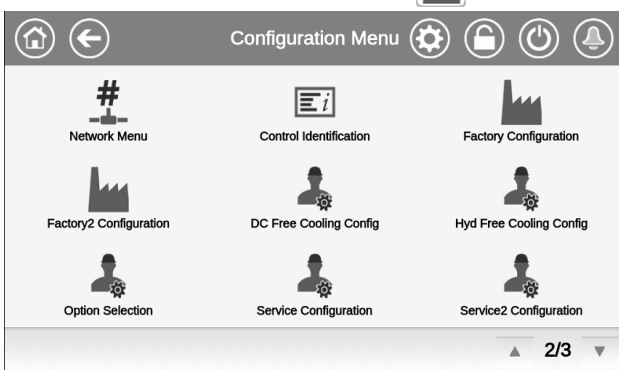 Configuration Menu
#
i
Network Menu
Control Identification
Factory Configuration
Factory2 Configuration
DC Free Cooling Config
Hyd Free Cooling Config
Option Selection
Service Configuration
Service2 Configuration
2/3